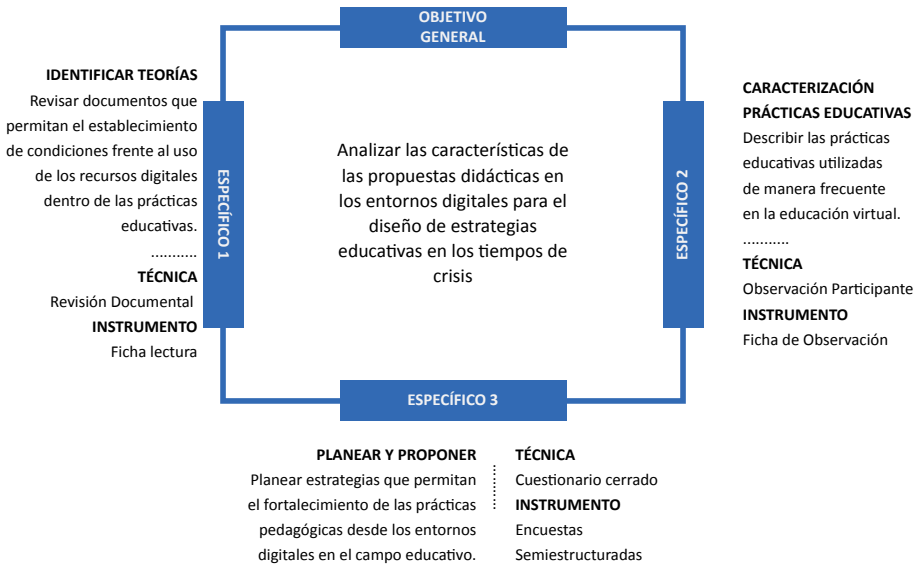 OBJETIVO
GENERAL
Analizar las características de
las propuestas didácticas en
los entornos digitales para el
diseño de estrategias
educativas en los tiempos de
crisis
ESPECÍFICO 1
IDENTIFICAR TEORÍAS
Revisar documentos que
permitan el establecimiento
de condiciones frente al uso
de los recursos digitales
dentro de las prácticas
educativas.
...........
TÉCNICA
Revisión Documental
INSTRUMENTO
Ficha lectura
ESPECÍFICO 2
CARACTERIZACIÓN
PRÁCTICAS EDUCATIVAS
Describir las prácticas
educativas utilizadas
de manera frecuente
en la educación virtual.
...........
TÉCNICA
Observación Participante
INSTRUMENTO
Ficha de Observación
ESPECÍFICO 3
PLANEAR Y PROPONER
Planear estrategias que permitan
el fortalecimiento de las prácticas
pedagógicas desde los entornos
digitales en el campo educativo.
TÉCNICA
Cuestionario cerrado
INSTRUMENTO
Encuestas
Semiestructuradas